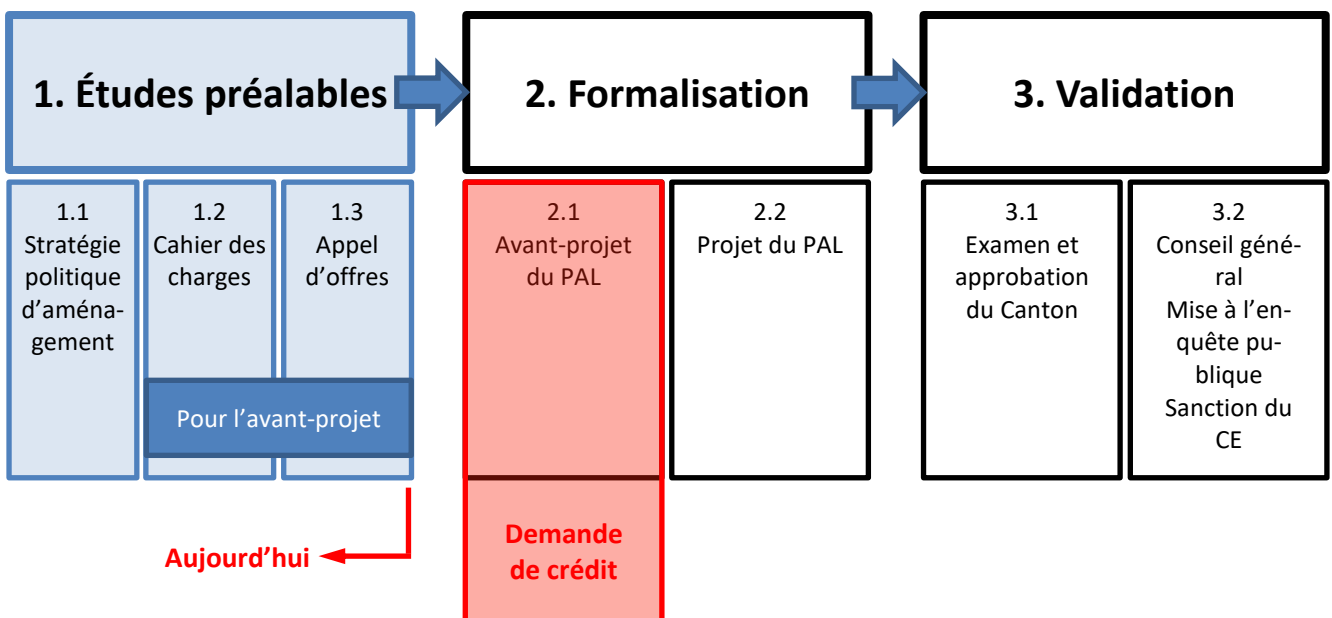 1. Études préalables
2. Formalisation
3. Validation
1.1
Stratégie
politique
d’aména-
gement
1.2
Cahier des
charges
1.3
Appel
d’offres
Pour l’avant-projet
2.1
Avant-projet
du PAL
2.2
Projet du PAL
3.1
Examen et
approbation
du Canton
3.2
Conseil géné-
ral
Mise à l’en-
quête pu-
blique
Sanction du
CE
Aujourd’hui
Demande
de crédit